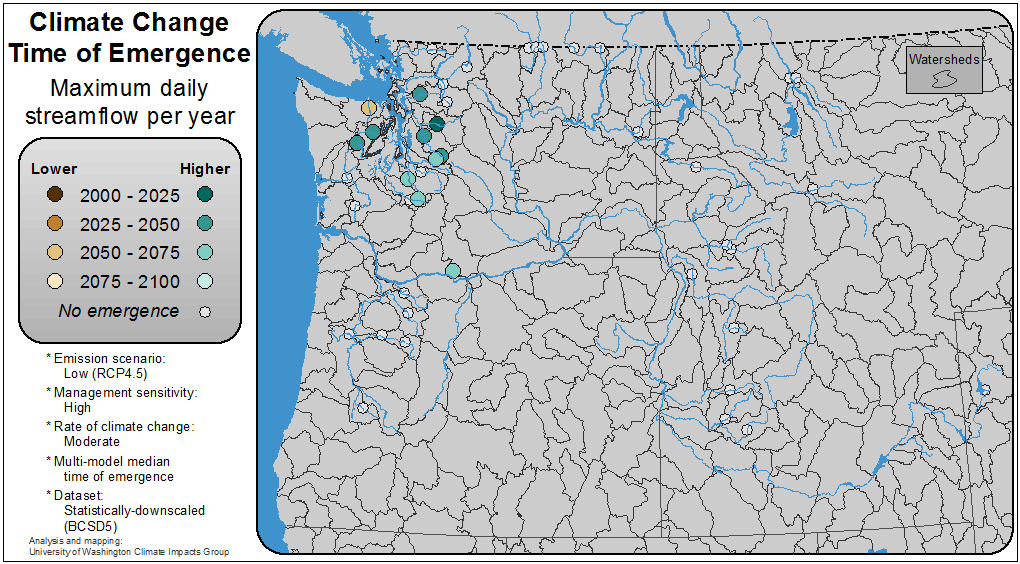 Climate Change
Time of Emergence
Maximum daily
streamflow per year
Lower Higher
2000 - 2025
2025 - 2050
2050 - 2075
2075 - 2100
No emergence
* Emission scenario:
Low (RCP4.5)
* Management sensitivity:
High
* Rate of climate change:
Moderate
* Multi-model median
time of emergence
* Dataset:
Statistically-downscaled
(BCSD5)
Analysis and mapping:
University of Washington Climate Impacts Group
Watersheds